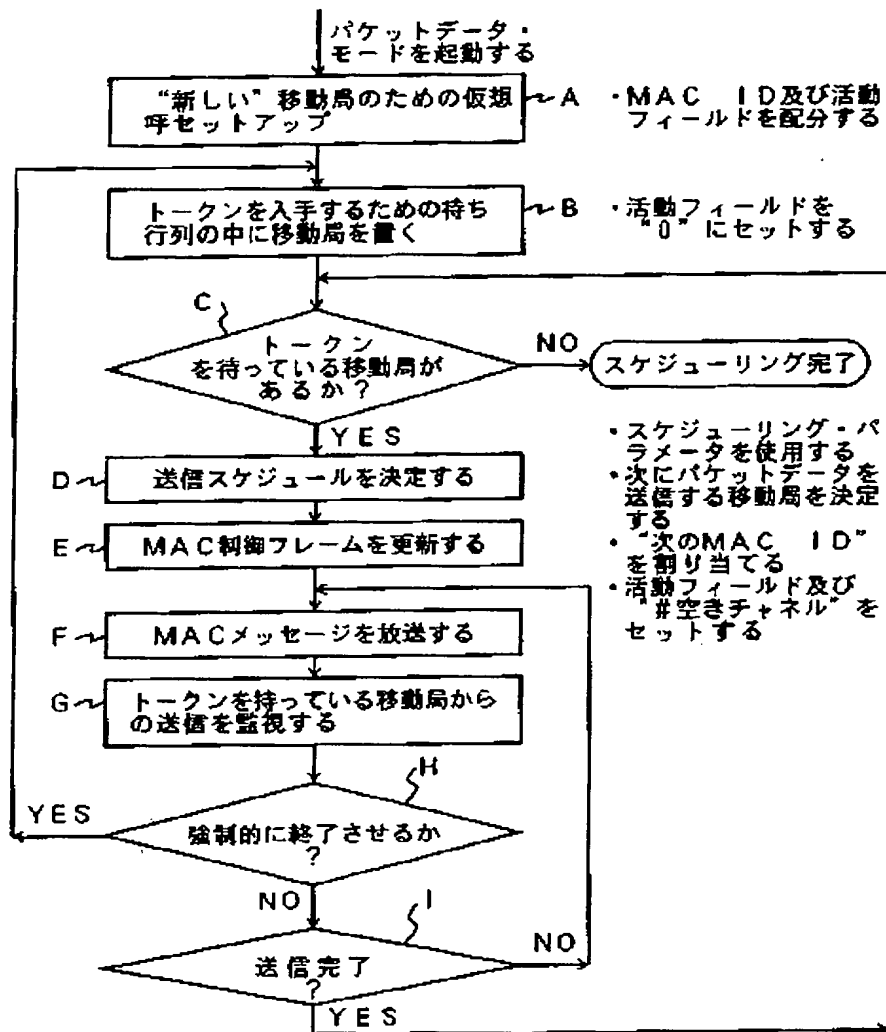 パケットデータ・
モードを起動する
“新しい”移動局のための仮想
呼セットアップ
A
・MAC ID及び活動
フィールドを配分する
トークンを入手するための待ち
行列の中に移動局を置く
B
・活動フィールドを
“0”にセットする
C
トークン
を待っている移動局が
あるか?
NO
スケジューリング完了
YES
・スケジューリング・パ
ラメータを使用する
・次にパケットデータを
送信する移動局を決定
する
・“次のMAC ID”
を割り当てる
・活動フィールド及び
“#空きチャネル”を
セットする
D
送信スケジュールを決定する
E
MAC制御フレームを更新する
F
MACメッセージを放送する
G
トークンを持っている移動局から
の送信を監視する
H
YES
強制的に終了させるか
?
NO
I
送信完了
?
NO
YES